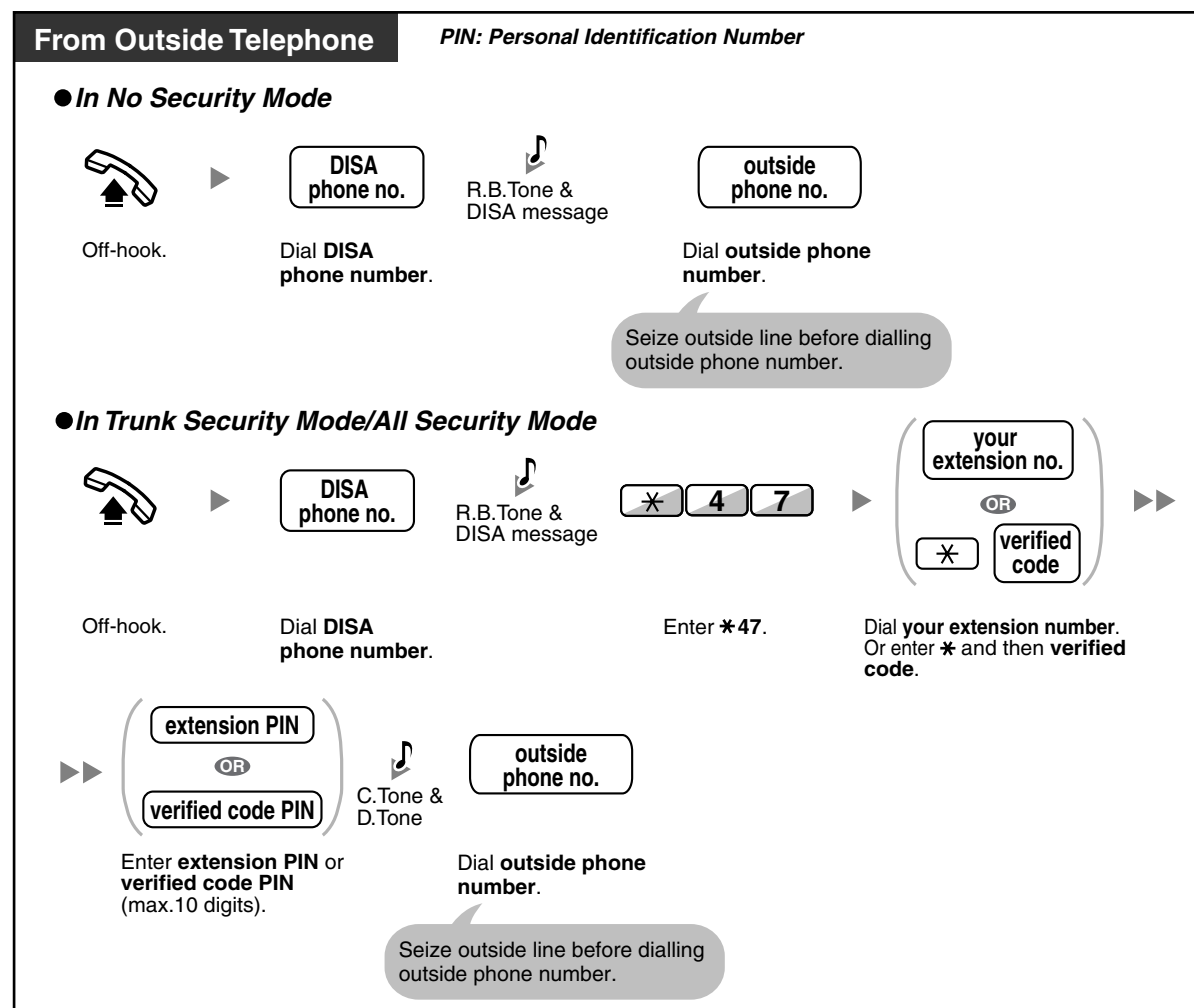 From Outside Telephone
PIN: Personal Identification Number
●In No Security Mode
DISA
phone no.
R.B.Tone &
DISA message
outside
phone no.
Off-hook.
Dial DISA
phone number.
Dial outside phone
number.
Seize outside line before dialling
outside phone number.
●In Trunk Security Mode/All Security Mode
DISA
phone no.
R.B.Tone &
DISA message
* 4 7
your
extension no.
OR
* verified
code
Off-hook.
Dial DISA
phone number.
Enter *47.
Dial your extension number.
Or enter * and then verified
code.
extension PIN
OR
verified code PIN
C.Tone &
D.Tone
outside
phone no.
Enter extension PIN or
verified code PIN
(max.10 digits).
Dial outside phone
number.
Seize outside line before dialling
outside phone number.